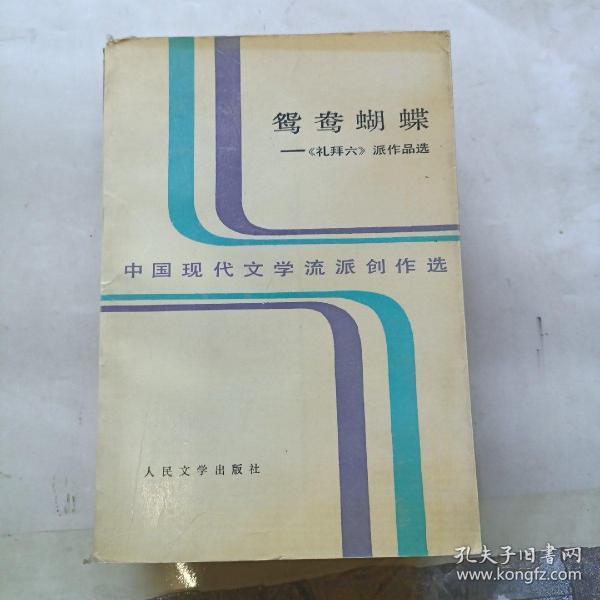 鸳鸯蝴蝶
——《礼拜六》派作品选
中国现代文学流派创作选
人民文学出版社
孔夫子旧书网
www.kongfz.com